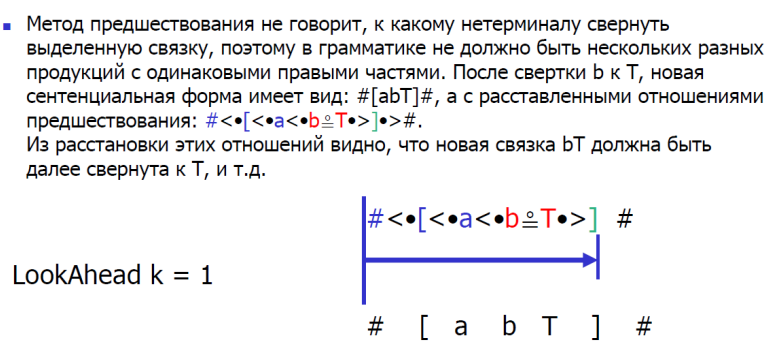 Метод предшествования не говорит, к какому нетерминалу свернуть
выделенную связку, поэтому в грамматике не должно быть нескольких разных
продукций с одинаковыми правыми частями. После свертки b к T, новая
сентенциальная форма имеет вид: #[abT]#, а с расставленными отношениями
предшествования: #<•[<•a<•b≗T•>]•>#.
Из расстановки этих отношений видно, что новая связка bT должна быть
далее свернута к T, и т.д.
#<•[<•a<•b≗T•>] #
LookAhead k = 1
# [ a b T ] #